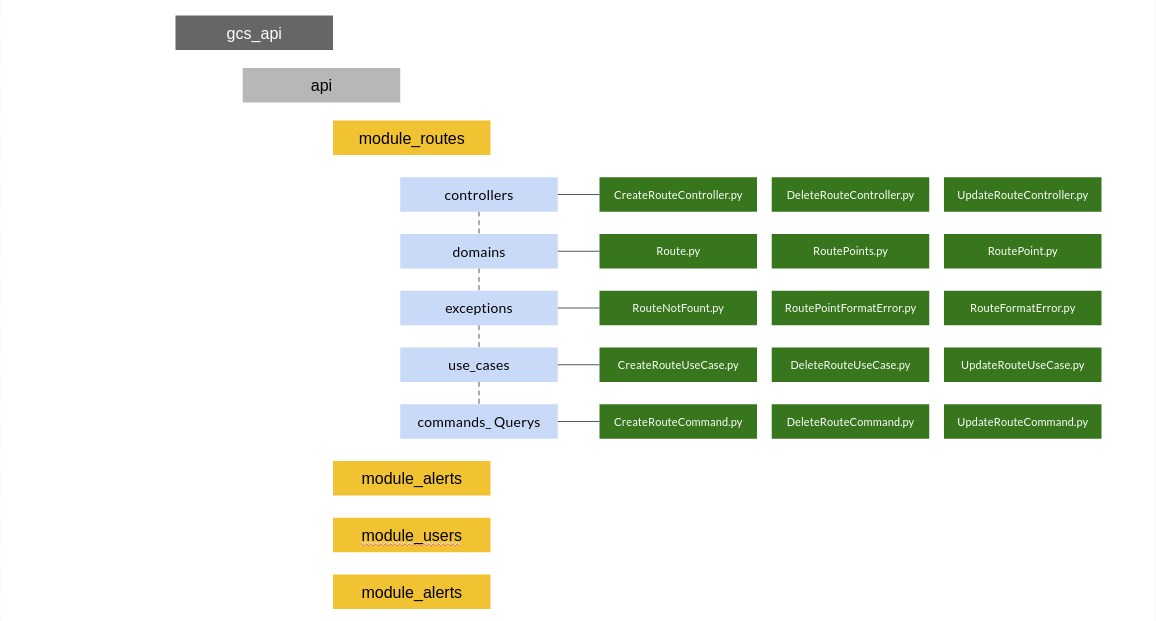 gcs_api
api
module_routes
controllers CreateRouteController.py DeleteRouteController.py UpdateRouteController.py
domains Route.py RoutePoints.py RoutePoint.py
exceptions RouteNotFount.py RoutePointFormatError.py RouteFormatError.py
use_cases CreateRouteUseCase.py DeleteRouteUseCase.py UpdateRouteUseCase.py
commands_ Querys CreateRouteCommand.py DeleteRouteCommand.py UpdateRouteCommand.py
module_alerts
module_users
module_alerts